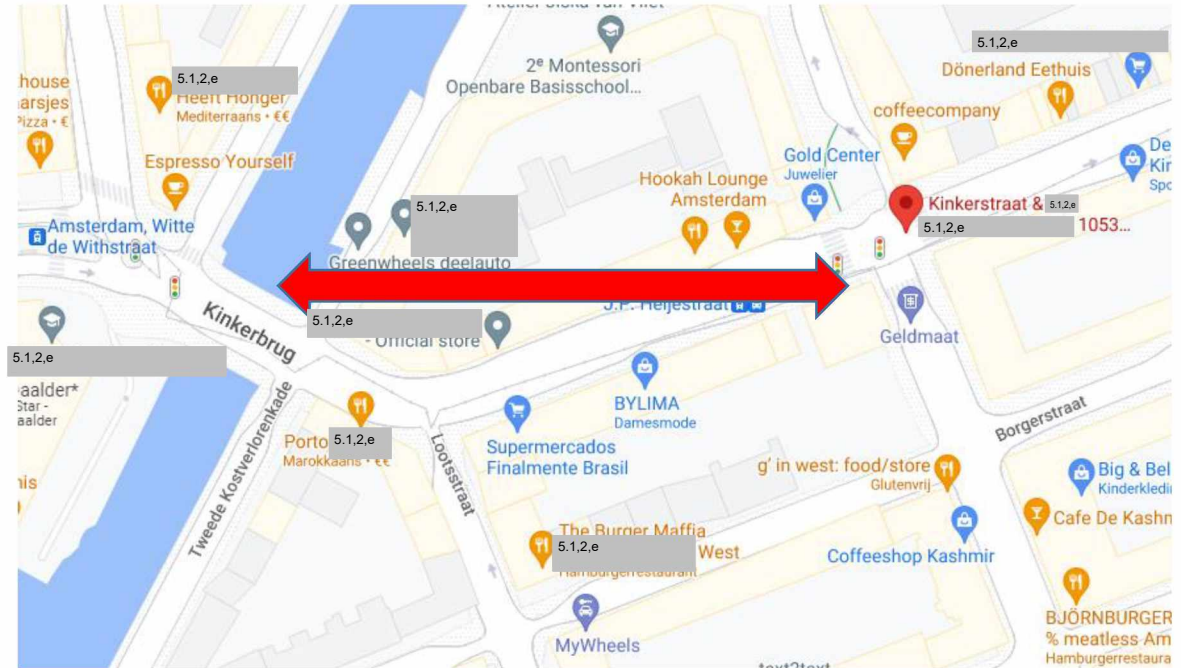 2e Montessori
Openbare Basisschool...
5.1,2,e
Dönerland Eethuis
house
arsjes
Pizza • €
5.1,2,e
Heeft Honger
Mediterraans • €€
coffeecompany
Espresso Yourself
Gold Center
Juwelier
De
Kin
Spo
Hookah Lounge
Amsterdam
5.1,2,e
Kinkerstraat & 5.1,2,e
5.1,2,e 1053...
Amsterdam, Witte
de Withstraat
Greenwheels deelauto
J.P. Heijestraat
Kinkerbrug
5.1,2,e
- Official store
Geldmaat
5.1,2,e
aalder*
Star -
aalder
BYLIMA
Damesmode
Tweede Kostverlorenkade
Porto 5.1,2,e
Marokkaans • €€
Lootsstraat
Supermercados
Finalmente Brasil
Borgerstraat
g' in west: food/store
Glutenvrij
Big & Bel
Kinderkledin
nis
Cafe De Kashm
The Burger Maffia
5.1,2,e West
Hamburgerrestaurant
Coffeeshop Kashmir
MyWheels
BJÖRNBURGER
% meatless Am
Hamburgerrestaura